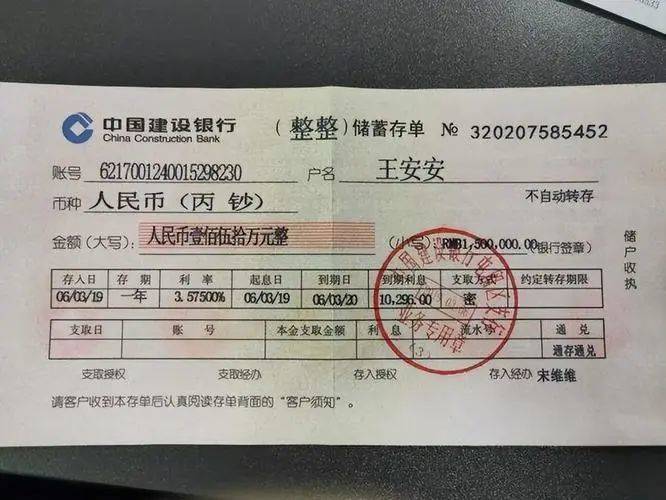 中国建设银行 (整整)储蓄存单 № 320207585452
China Construction Bank
账号 6217001240015298230 户名 王安安
币种 人民币(丙 钞) 不自动转存
金额(大写): 人民币壹佰伍拾万元整 (小写): RMB1,500,000.00 (银行签章)
储户收执
存入日 存 期 利 率 起息日 到期日 到期利息 支取方式 约定转存期限
06/03/19 一年 3.57500% 06/03/19 06/03/20 10,296.00 密
支取日 账 号 本金支取金额 利 息 流水号 通 兑
通存通兑
支取授权 支取经办 存入授权 存入经办 宋维维
请客户收到本存单后认真阅读存单背面的“客户须知”。
业务专用章
(3)